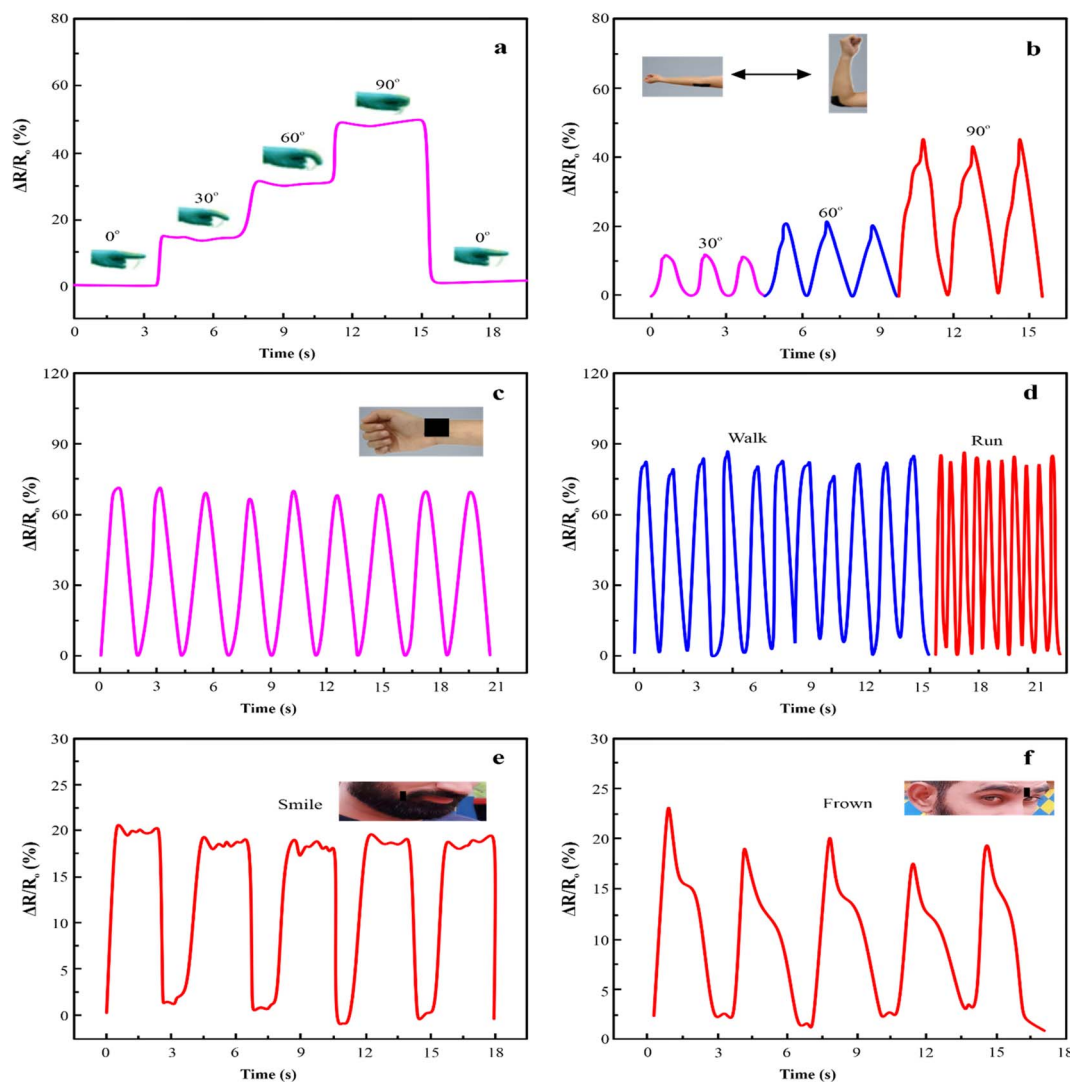 a
80
60
40
20
0
ΔR/R₀ (%)
0°
30°
60°
90°
0°
0 3 6 9 12 15 18
Time (s)
b
80
60
40
20
0
ΔR/R₀ (%)
30°
60°
90°
0 3 6 9 12 15
Time (s)
c
120
90
60
30
0
ΔR/R₀ (%)
0 3 6 9 12 15 18 21
Time (s)
d
120
90
60
30
0
ΔR/R₀ (%)
Walk
Run
0 3 6 9 12 15 18 21
Time (s)
e
30
25
20
15
10
5
0
ΔR/R₀ (%)
Smile
0 3 6 9 12 15 18
Time (s)
f
30
25
20
15
10
5
0
ΔR/R₀ (%)
Frown
0 3 6 9 12 15 18
Time (s)